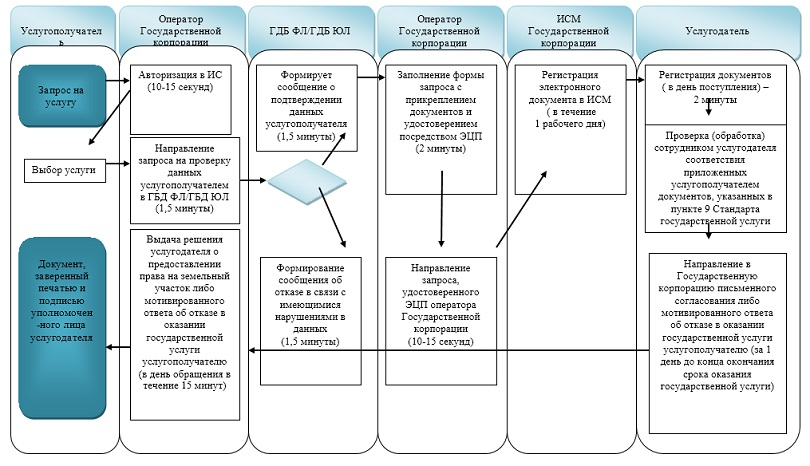 Услугополучател
ь
Оператор
Государственной
корпорации
ГДБ ФЛ/ГДБ ЮЛ
Оператор
Государственной
корпорации
ИСМ
Государственной
корпорации
Услугодатель
Запрос на
услугу
Выбор услуги
Документ,
заверенный
печатью и
подписью
уполномочен
-ного лица
услугодателя
Авторизация в ИС
(10-15 секунд)
Направление
запроса на проверку
данных
услугополучателем
в ГБД ФЛ/ГБД ЮЛ
(1,5 минуты)
Выдача решения
услугодателя о
предоставлении
права на земельный
участок либо
мотивированного
ответа об отказе в
оказании
государственной
услуги
услугополучателю
(в день обращения в
течение 15 минут)
Формирует
сообщение о
подтверждении
данных
услугополучателя
(1,5 минуты)
Формирование
сообщения об
отказе в связи с
имеющимися
нарушениями в
данных
(1,5 минуты)
Заполнение формы
запроса с
прикреплением
документов и
удостоверением
посредством ЭЦП
(2 минуты)
Направление
запроса,
удостоверенного
ЭЦП оператора
Государственной
корпорации
(10-15 секунд)
Регистрация
электронного
документа в ИСМ
( в течение
1 рабочего дня)
Регистрация документов
( в день поступления) –
2 минуты
Проверка (обработка)
сотрудником услугодателя
соответствия
приложенных
услугополучателем
документов, указанных в
пункте 9 Стандарта
государственной услуги
Направление в
Государственную
корпорацию письменного
согласования либо
мотивированного ответа
об отказе в оказании
государственной услуги
услугополучателю (за 1
день до конца окончания
срока оказания
государственной услуги)